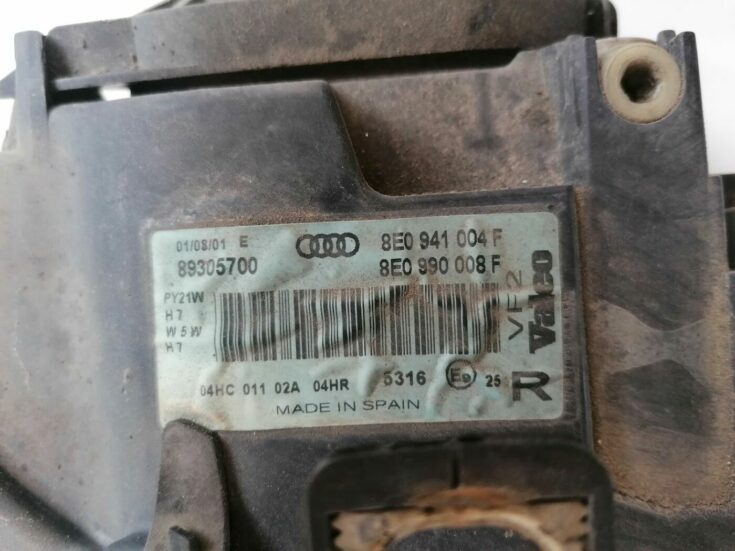 01/08/01 E 8E0 941 004 F
89305700 8E0 990 008 F
PY21W
H7
W5W
H7
VF2
Valeo
04HC 011 02A 04HR 5316 E9 25 R
MADE IN SPAIN